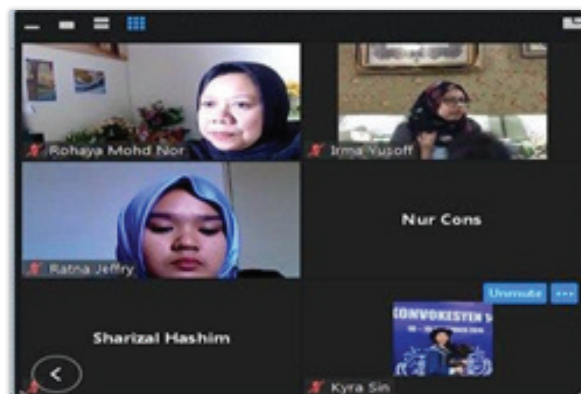 Rohaya Mohd Nor
Irma Yusoff
Ratna Jeffry
Nur Cons
Unmute
Sharizal Hashim
KONVOKESYEN
Kyra Sin